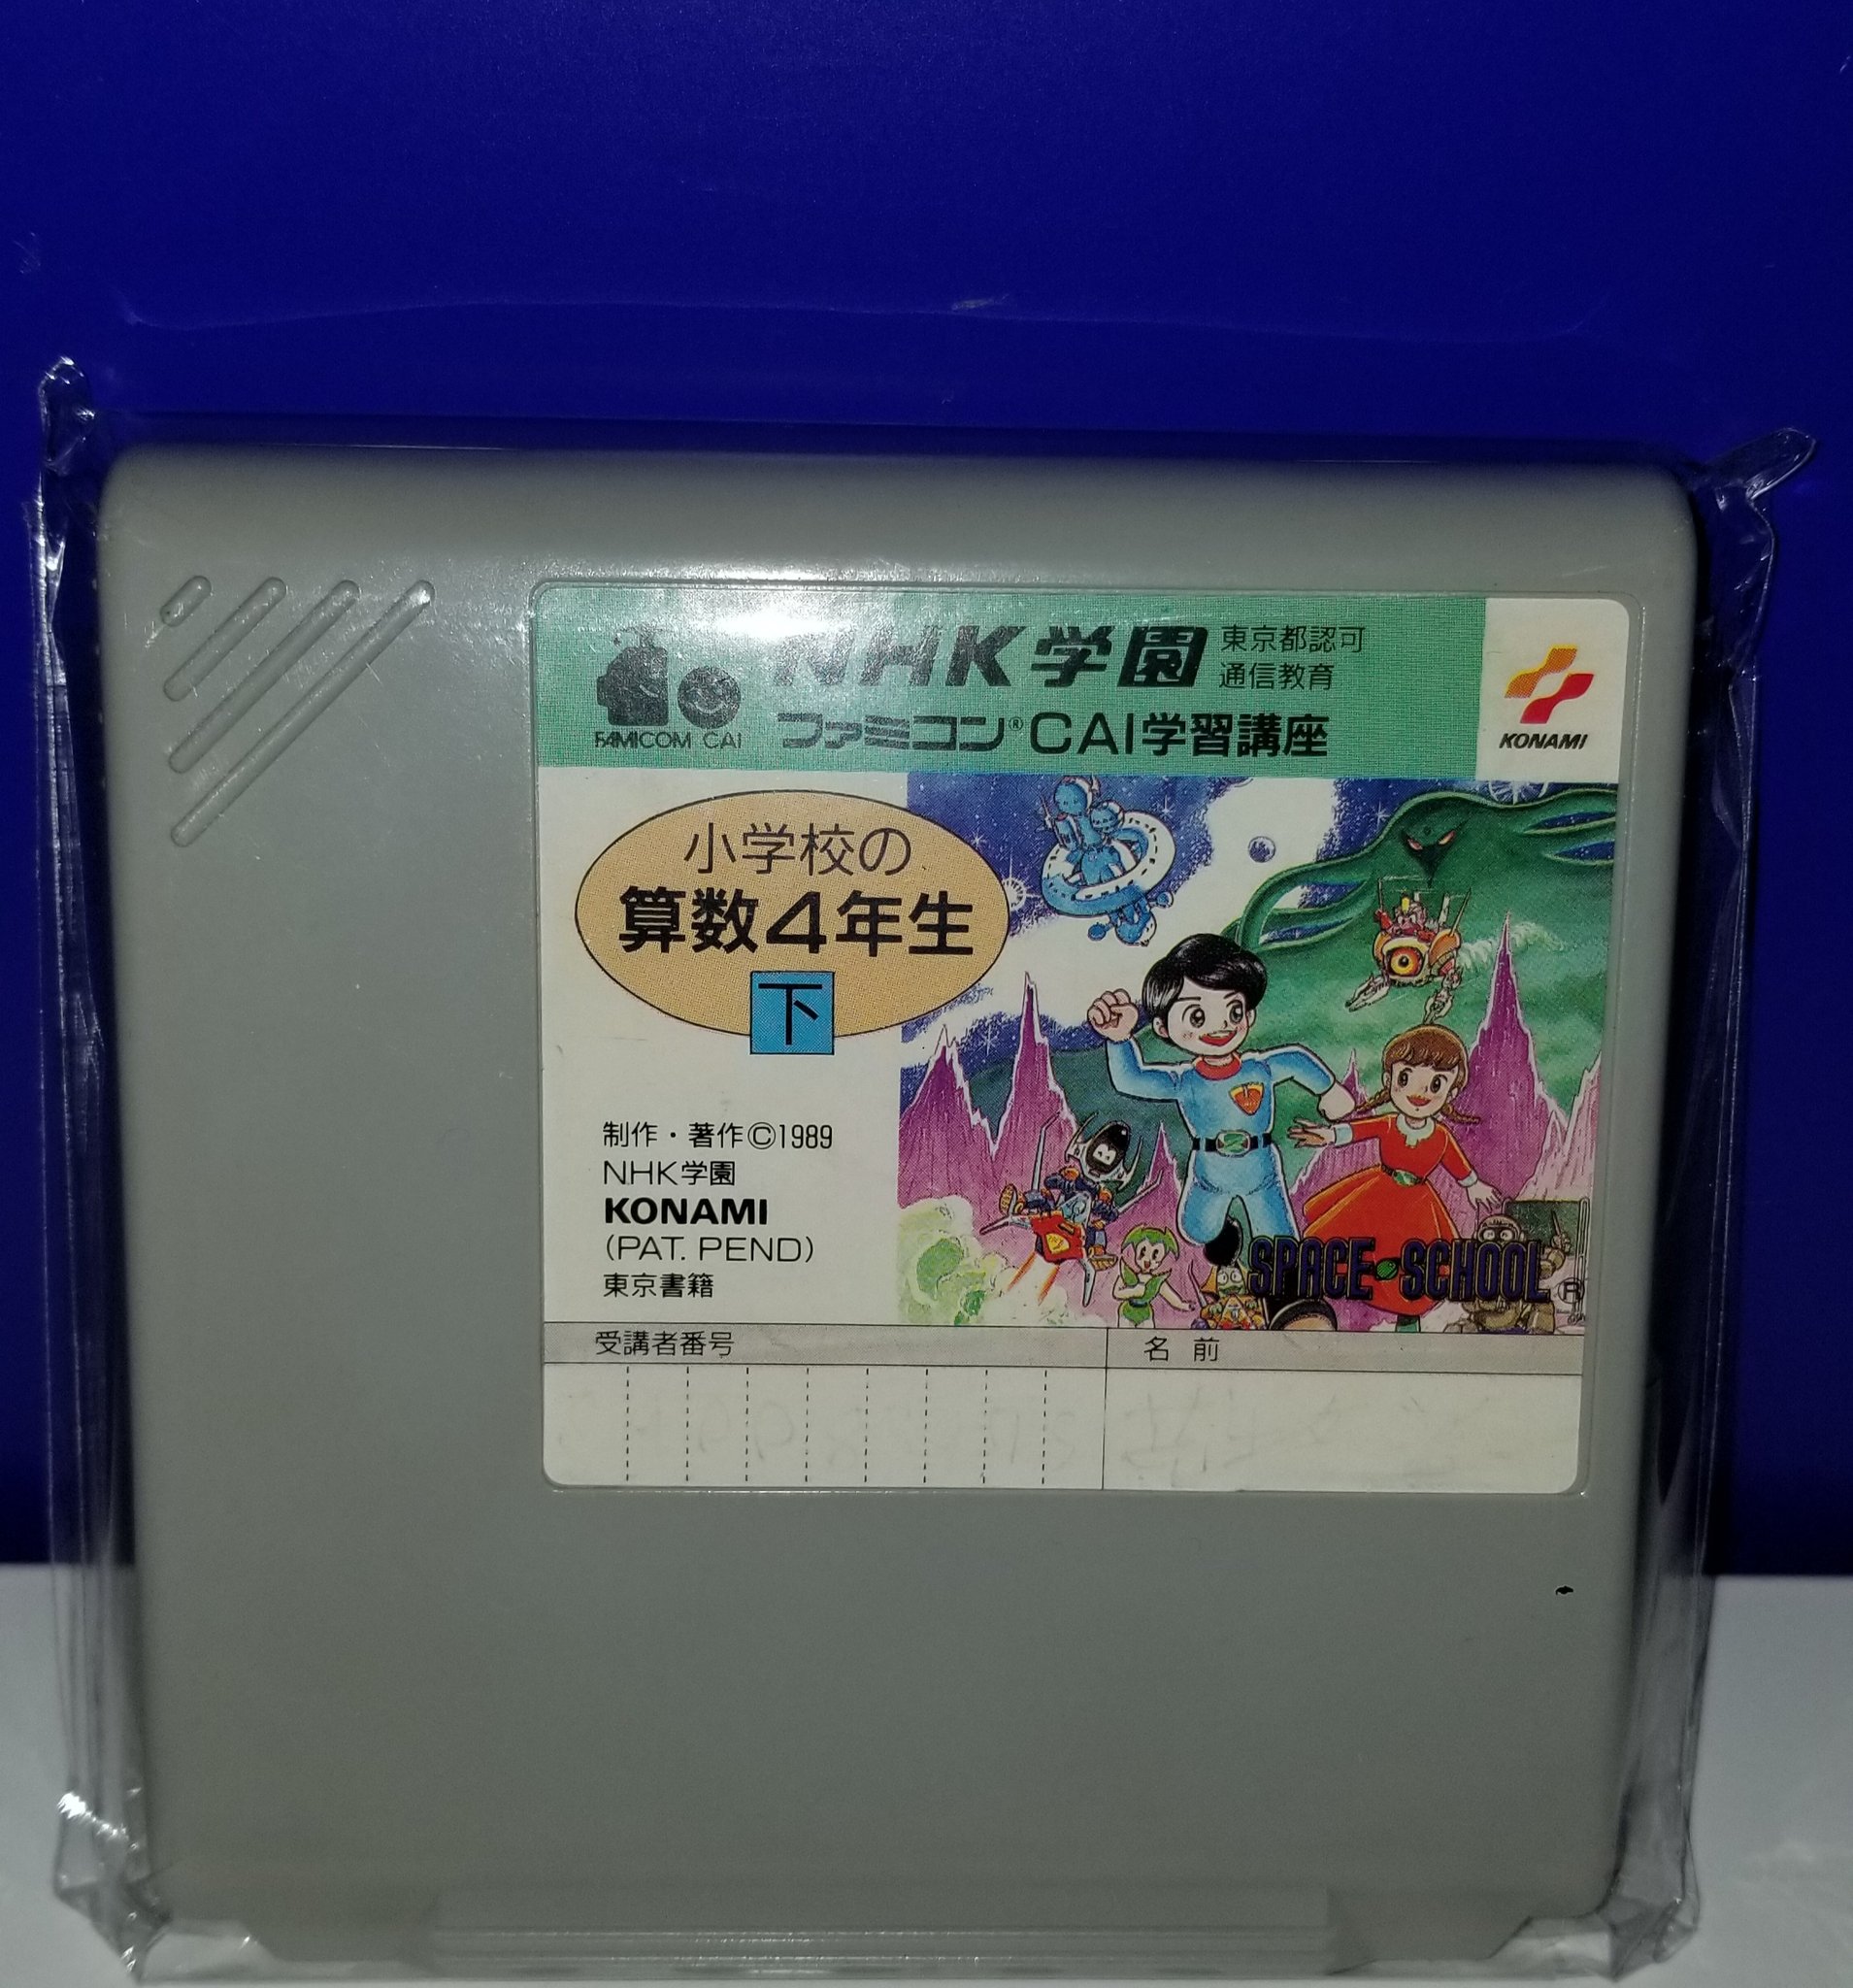 NHK学園
東京都認可
通信教育
FAMICOM CAI
ファミコン®CAI学習講座
KONAMI
小学校の
算数4年生
下
制作・著作©1989
NHK学園
KONAMI
(PAT. PEND)
東京書籍
SPACE SCHOOL®
受講者番号
名前